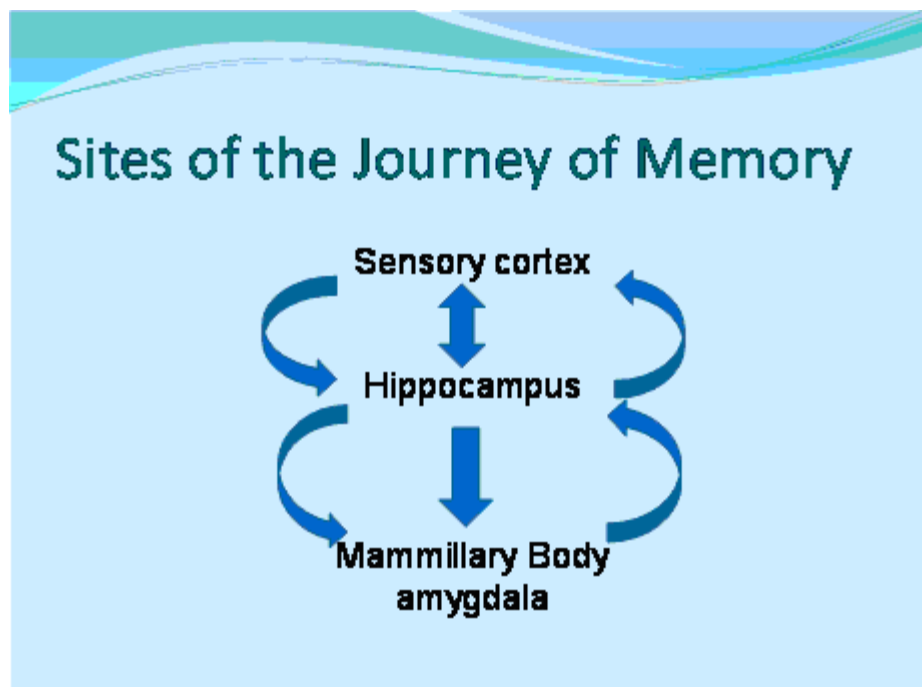 Sites of the Journey of Memory
Sensory cortex
Hippocampus
Mammillary Body
amygdala